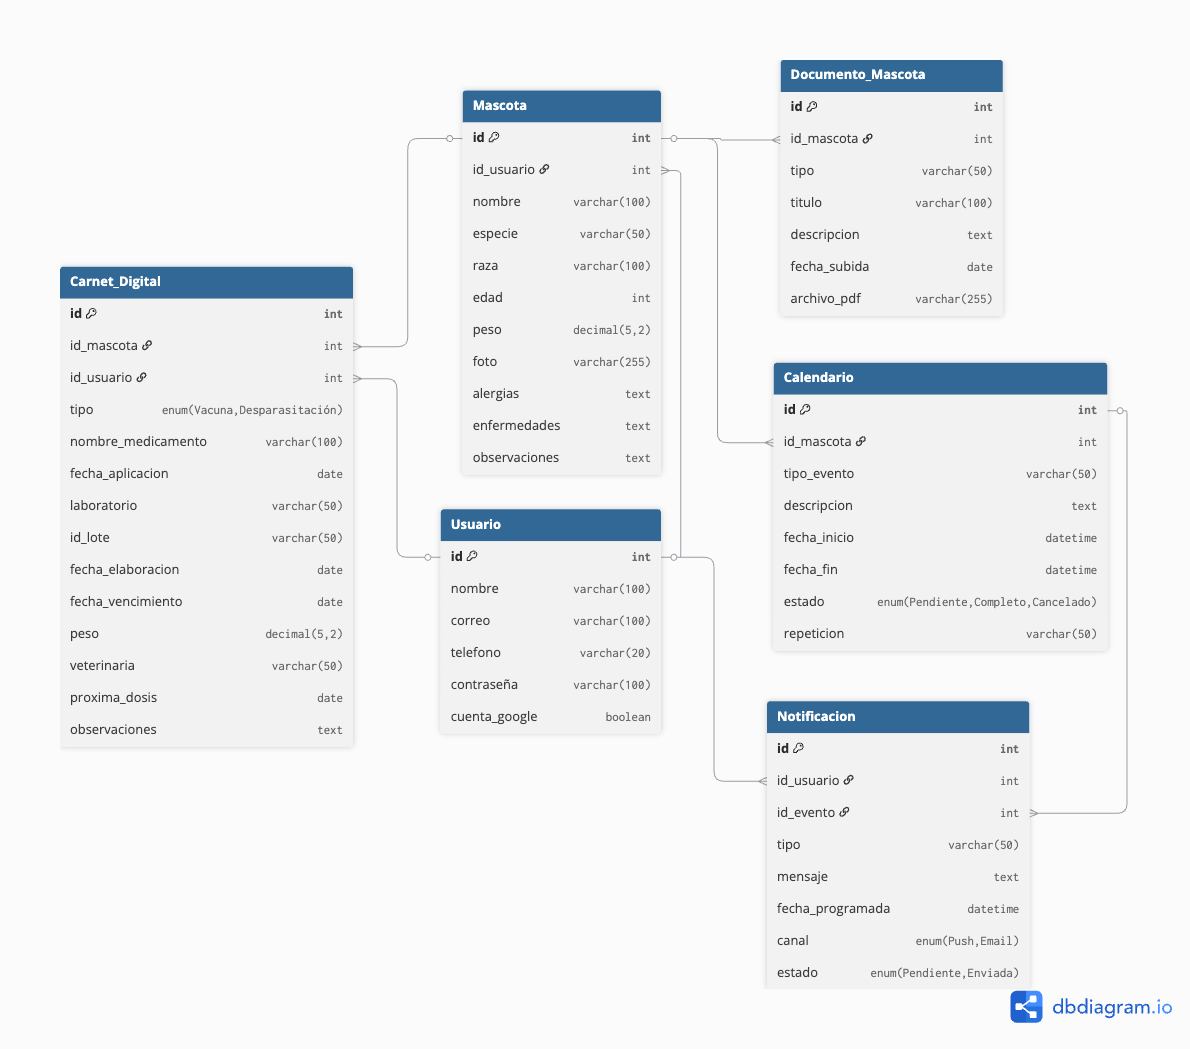 Carnet_Digital
id int
id_mascota int
id_usuario int
tipo enum(Vacuna,Desparasitación)
nombre_medicamento varchar(100)
fecha_aplicacion date
laboratorio varchar(50)
id_lote varchar(50)
fecha_elaboracion date
fecha_vencimiento date
peso decimal(5,2)
veterinaria varchar(50)
proxima_dosis date
observaciones text
Mascota
id int
id_usuario int
nombre varchar(100)
especie varchar(50)
raza varchar(100)
edad int
peso decimal(5,2)
foto varchar(255)
alergias text
enfermedades text
observaciones text
Usuario
id int
nombre varchar(100)
correo varchar(100)
telefono varchar(20)
contraseña varchar(100)
cuenta_google boolean
Documento_Mascota
id int
id_mascota int
tipo varchar(50)
titulo varchar(100)
descripcion text
fecha_subida date
archivo_pdf varchar(255)
Calendario
id int
id_mascota int
tipo_evento varchar(50)
descripcion text
fecha_inicio datetime
fecha_fin datetime
estado enum(Pendiente,Completo,Cancelado)
repeticion varchar(50)
Notificacion
id int
id_usuario int
id_evento int
tipo varchar(50)
mensaje text
fecha_programada datetime
canal enum(Push,Email)
estado enum(Pendiente,Enviada)
dbdiagram.io